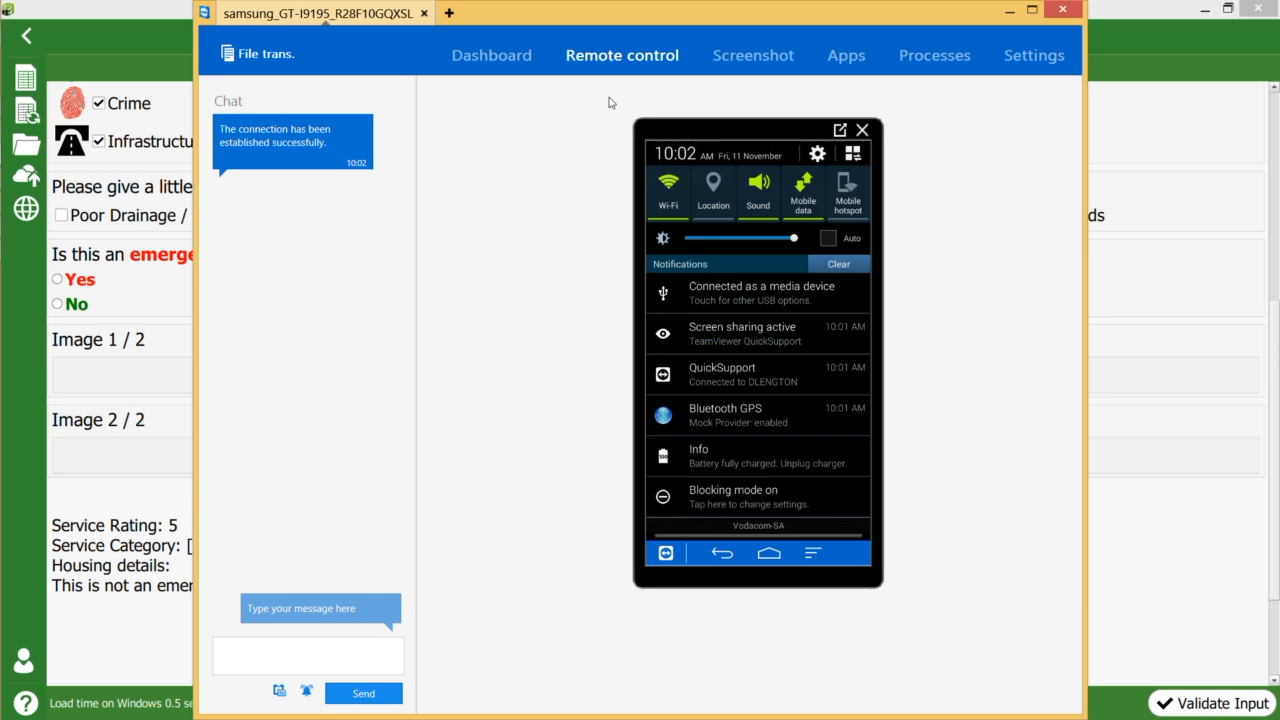 samsung_GT-I9195_R28F10GQXSL
File trans.
Dashboard
Remote control
Screenshot
Apps
Processes
Settings
Crime
Infrastructu
Please give a little
Poor Drainage /
ds
Is this an emerge
Yes
No
Image 1 / 2
Image 2 / 2
Service Rating: 5
Service Category: [
Housing details:
This is not an emer
Load time on Windows 0.5 se
Validate Input
Chat
The connection has been
established successfully.
10:02
Type your message here
Send
10:02 AM Fri, 11 November
Wi-Fi
Location
Sound
Mobile
data
Mobile
hotspot
Auto
Notifications
Clear
Connected as a media device
Touch for other USB options.
Screen sharing active 10:01 AM
TeamViewer QuickSupport
QuickSupport 10:01 AM
Connected to DLENGTON
Bluetooth GPS 10:01 AM
Mock Provider: enabled
100
Info
Battery fully charged. Unplug charger.
Blocking mode on
Tap here to change settings.
Vodacom-SA